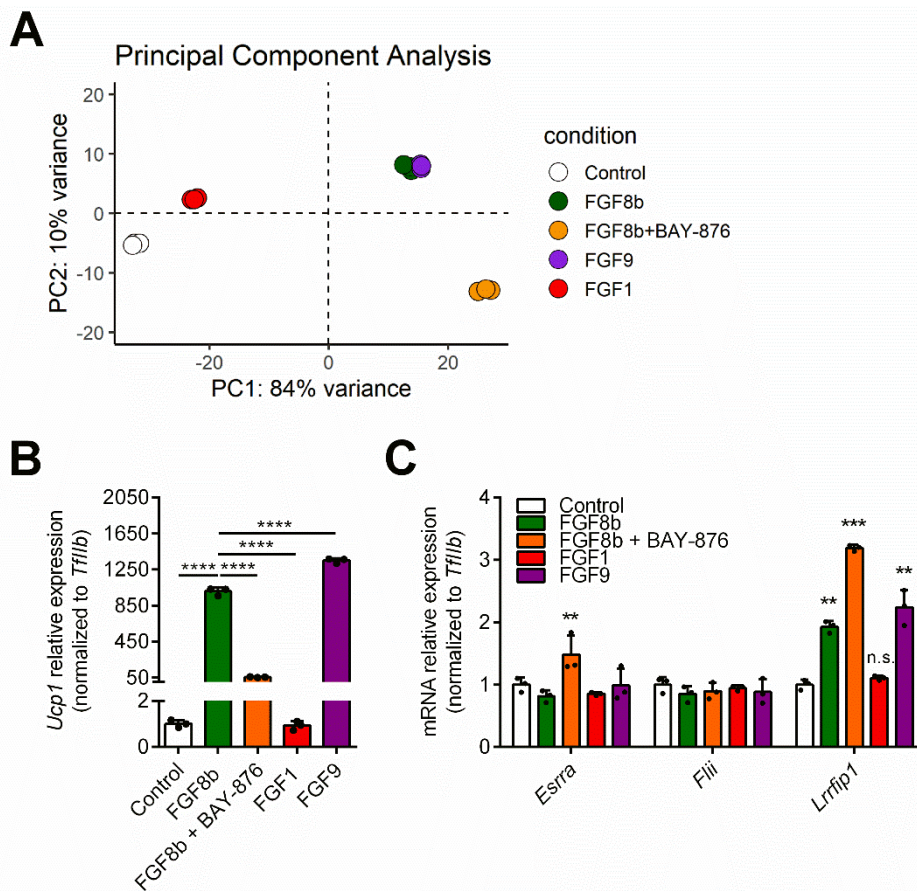 A
Principal Component Analysis
20
10
0
-10
-20
PC2: 10% variance
-20
0
20
PC1: 84% variance
condition
Control
FGF8b
FGF8b+BAY-876
FGF9
FGF1
B
2050
1650
1250
850
450
50
2
0
Ucp1 relative expression
(normalized to TfIIb)
****
****
**** ****
Control
FGF8b
FGF8b + BAY-876
FGF1
FGF9
C
4
3
2
1
0
mRNA relative expression
(normalized to TfIIb)
Control
FGF8b
FGF8b + BAY-876
FGF1
FGF9
**
**
***
n.s.
**
Esrra
Flii
Lrrfip1